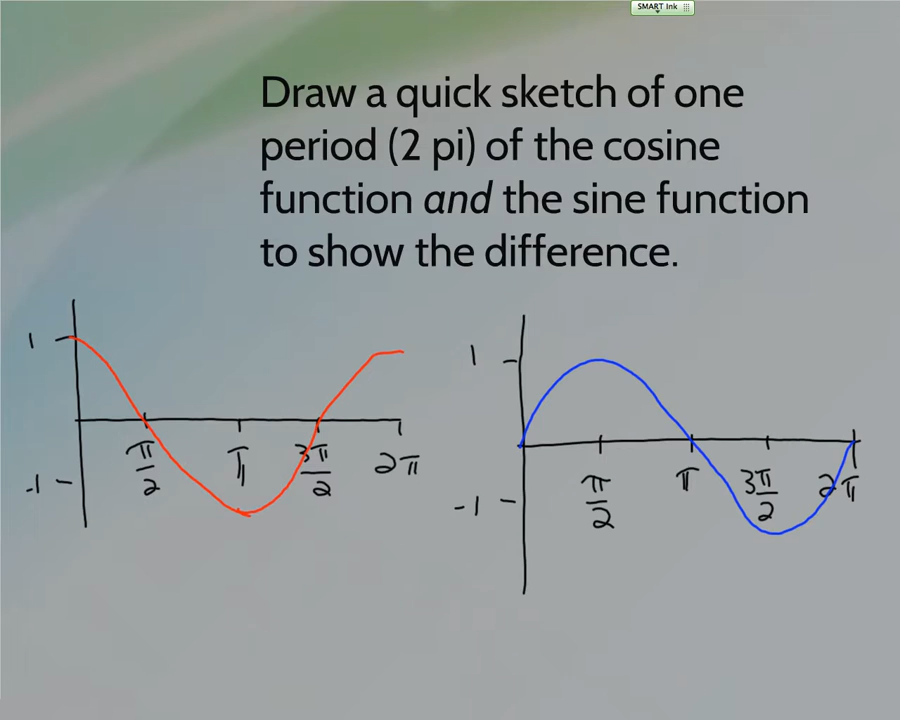 SMART Ink
Draw a quick sketch of one
period (2 pi) of the cosine
function and the sine function
to show the difference.
1
-1
π/2
π
3π/2
2π
1
-1
π/2
π
3π/2
2π